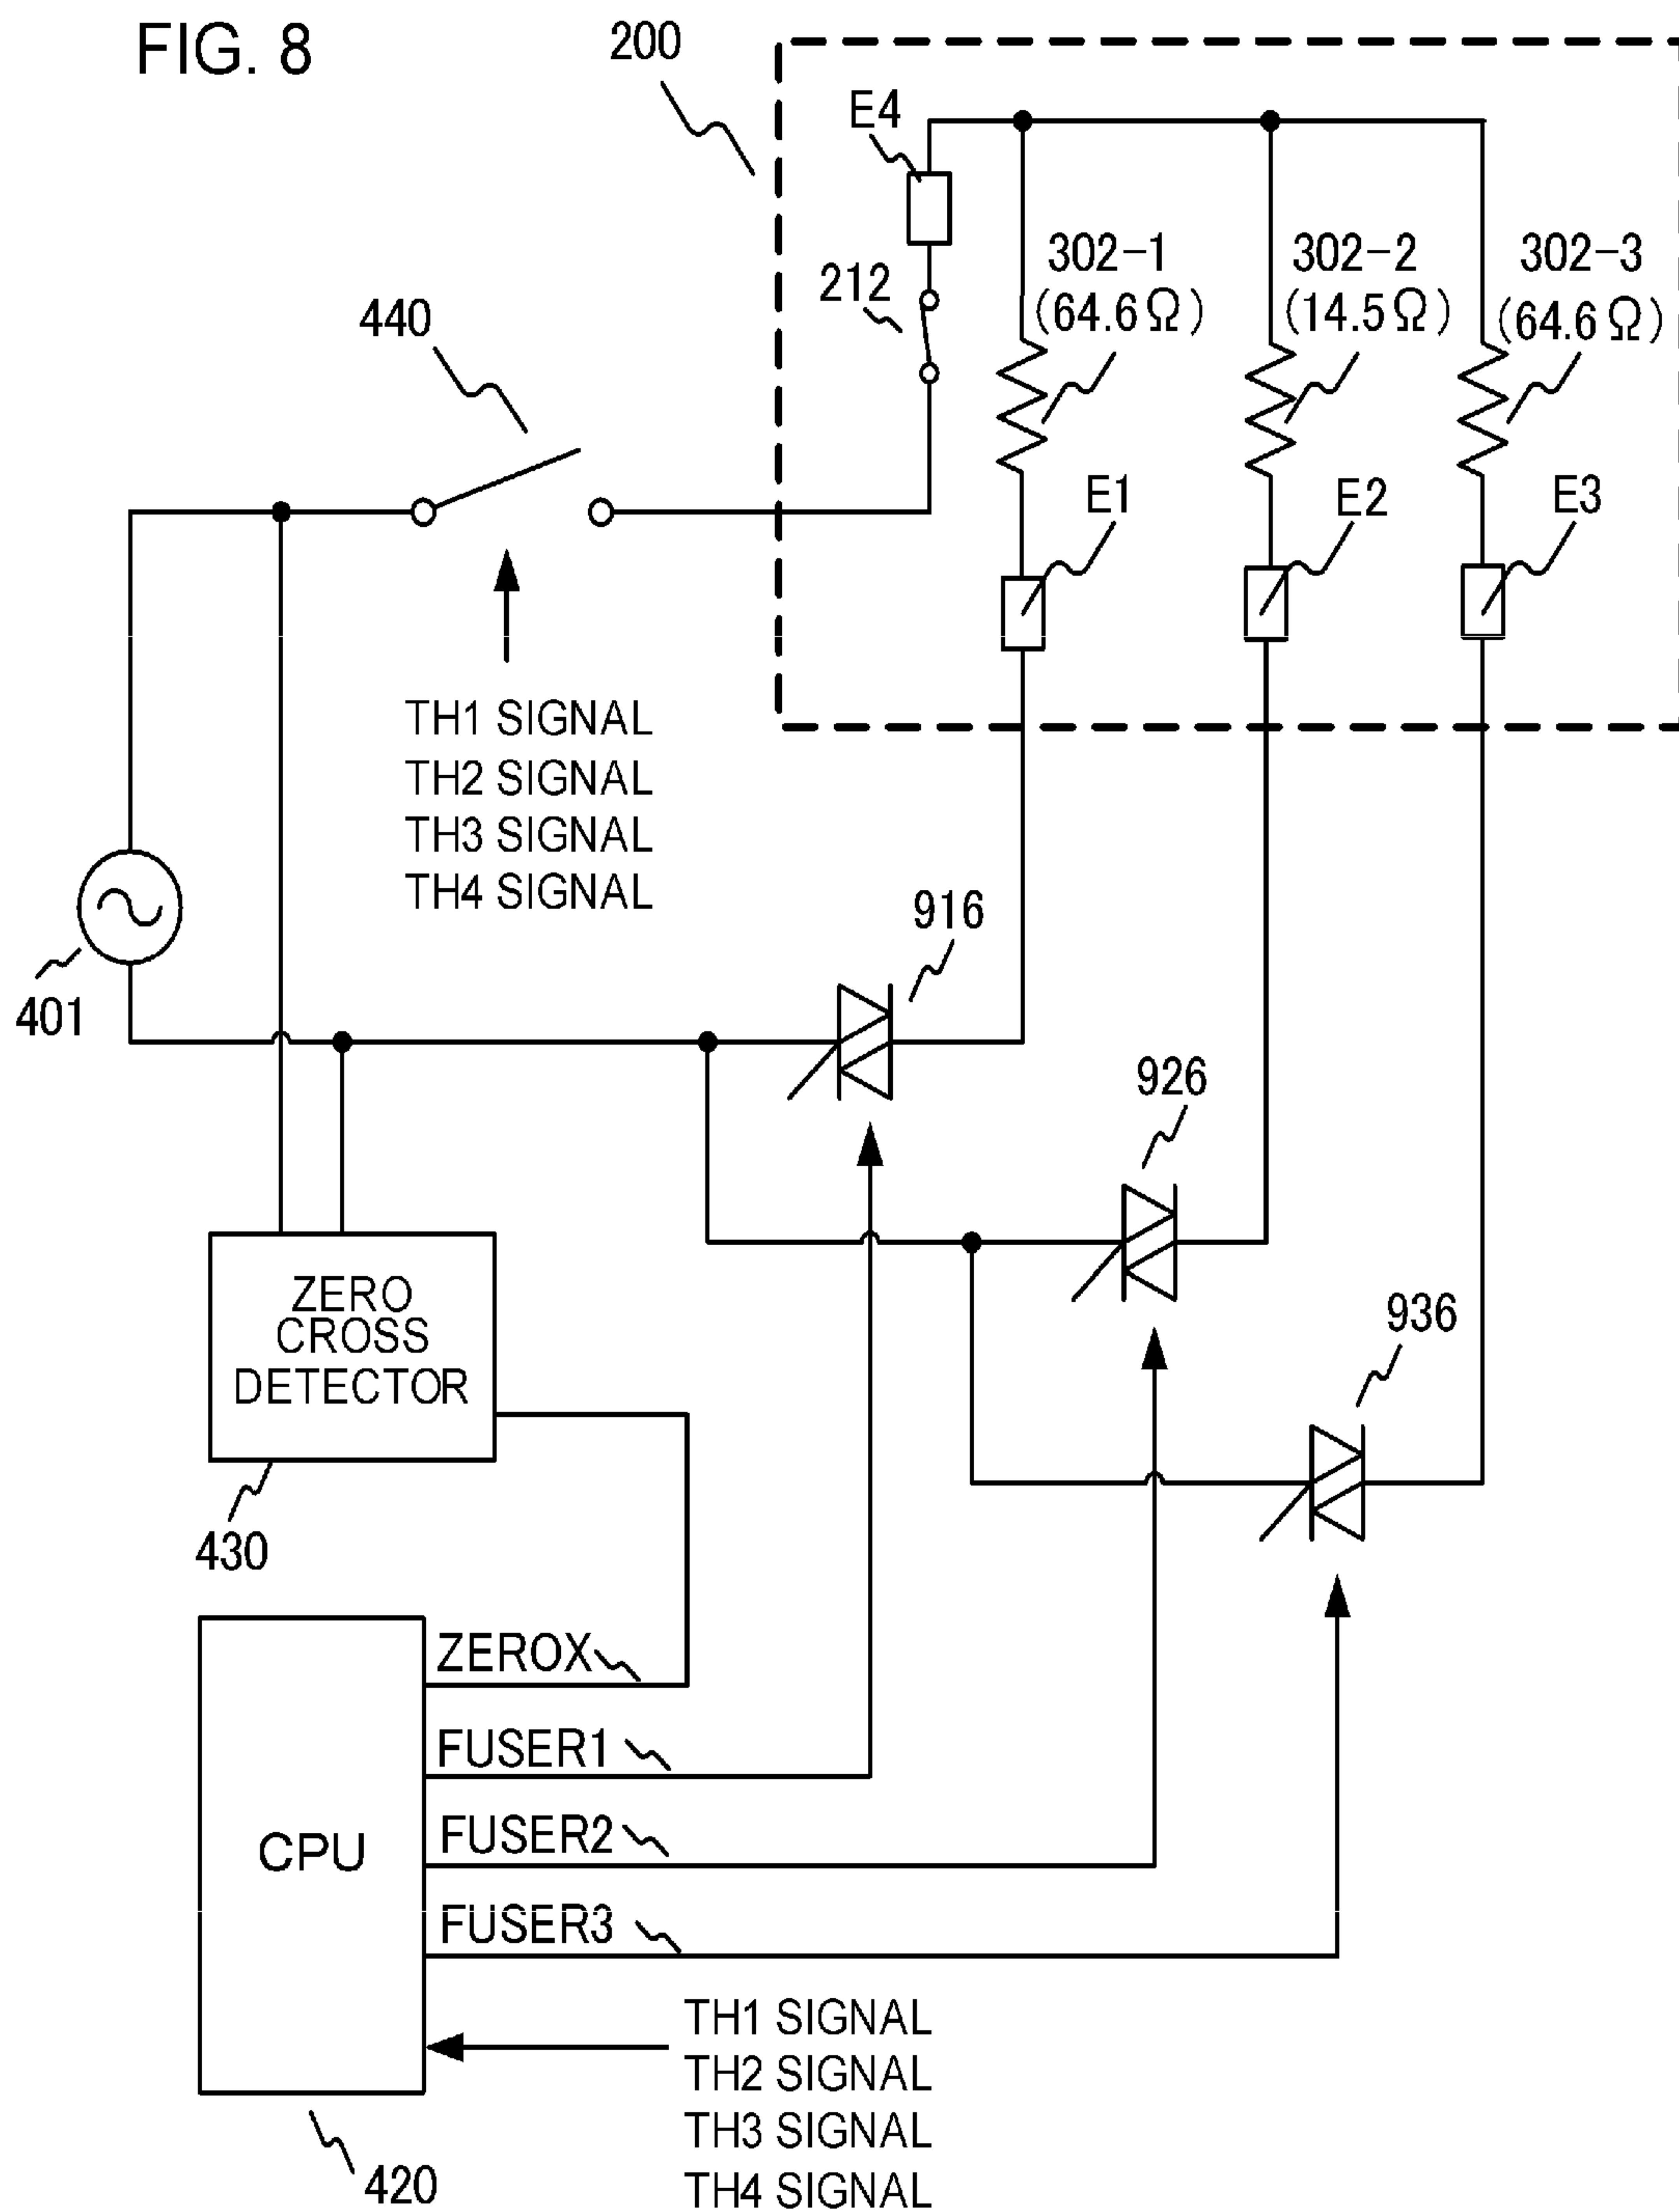 FIG. 8
200
E4
302-1
(64.6Ω)
302-2
(14.5Ω)
302-3
(64.6Ω)
212
440
E1
E2
E3
TH1 SIGNAL
TH2 SIGNAL
TH3 SIGNAL
TH4 SIGNAL
401
916
926
936
ZERO
CROSS
DETECTOR
430
ZEROX
FUSER1
FUSER2
FUSER3
CPU
420
TH1 SIGNAL
TH2 SIGNAL
TH3 SIGNAL
TH4 SIGNAL